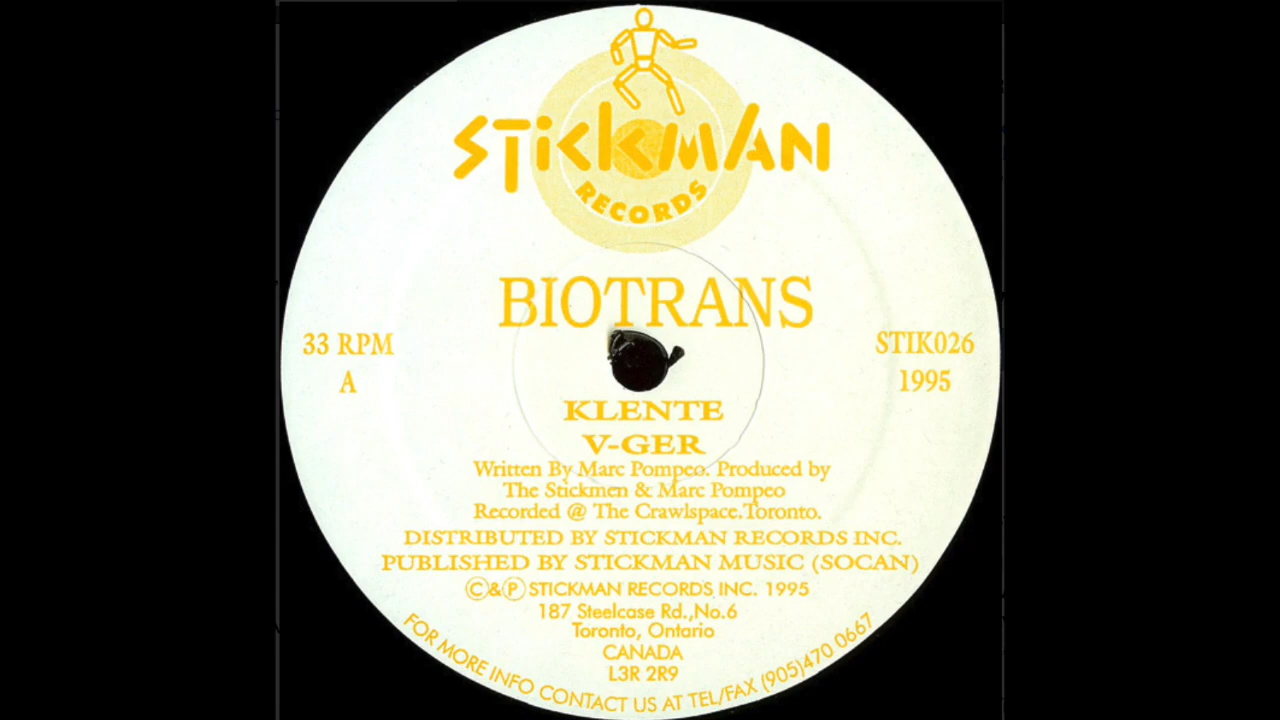 STICKMAN
RECORDS
BIOTRANS
33 RPM
A
STIK026
1995
KLENTE
V-GER
Written By Marc Pompeo. Produced by
The Stickmen & Marc Pompeo
Recorded @ The Crawlspace.Toronto.
DISTRIBUTED BY STICKMAN RECORDS INC.
PUBLISHED BY STICKMAN MUSIC (SOCAN)
Ⓒ&Ⓟ STICKMAN RECORDS INC. 1995
187 Steelcase Rd.,No.6
Toronto, Ontario
CANADA
L3R 2R9
FOR MORE INFO CONTACT US AT TEL/FAX (905)470 0667